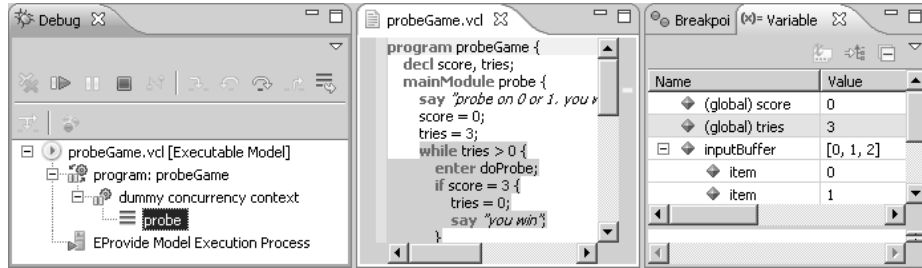 Debug
probeGame.vcl [Executable Model]
program: probeGame
dummy concurrency context
probe
EProvide Model Execution Process
probeGame.vcl
program probeGame {
decl score, tries;
mainModule probe {
say "probe on 0 or 1. you
score = 0;
tries = 3;
while tries > 0 {
enter doProbe;
if score = 3 {
tries = 0;
say "you win";
}
Breakpoi (x)= Variable
Name Value
(global) score 0
(global) tries 3
inputBuffer [0, 1, 2]
item 0
item 1